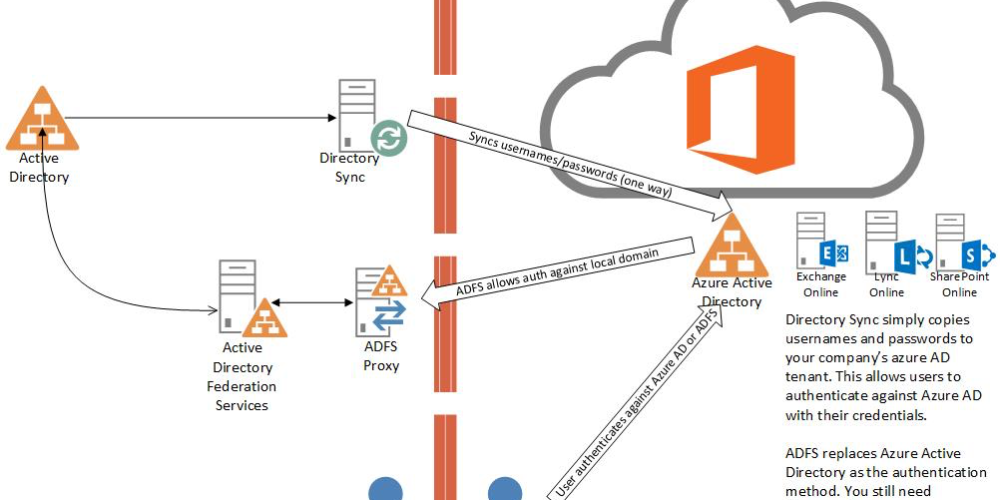 Active
Directory
Directory
Sync
Syncs usernames/passwords (one way)
ADFS allows auth against local domain
Azure Active
Directory
E
Exchange
Online
L
Lync
Online
S
SharePoint
Online
Active
Directory
Federation
Services
ADFS
Proxy
User authenticates against Azure AD or ADFS
Directory Sync simply copies
usernames and passwords to
your company's azure AD
tenant. This allows users to
authenticate against Azure AD
with their credentials.
ADFS replaces Azure Active
Directory as the authentication
method. You still need